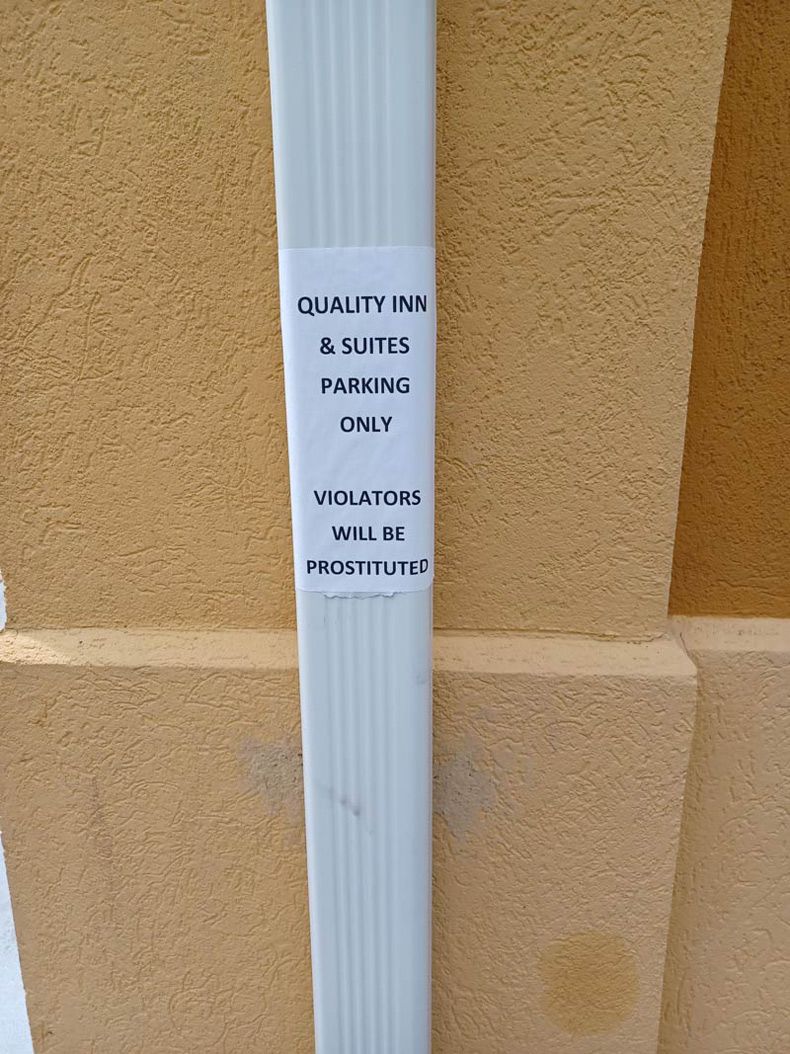 QUALITY INN
& SUITES
PARKING
ONLY
VIOLATORS
WILL BE
PROSTITUTED